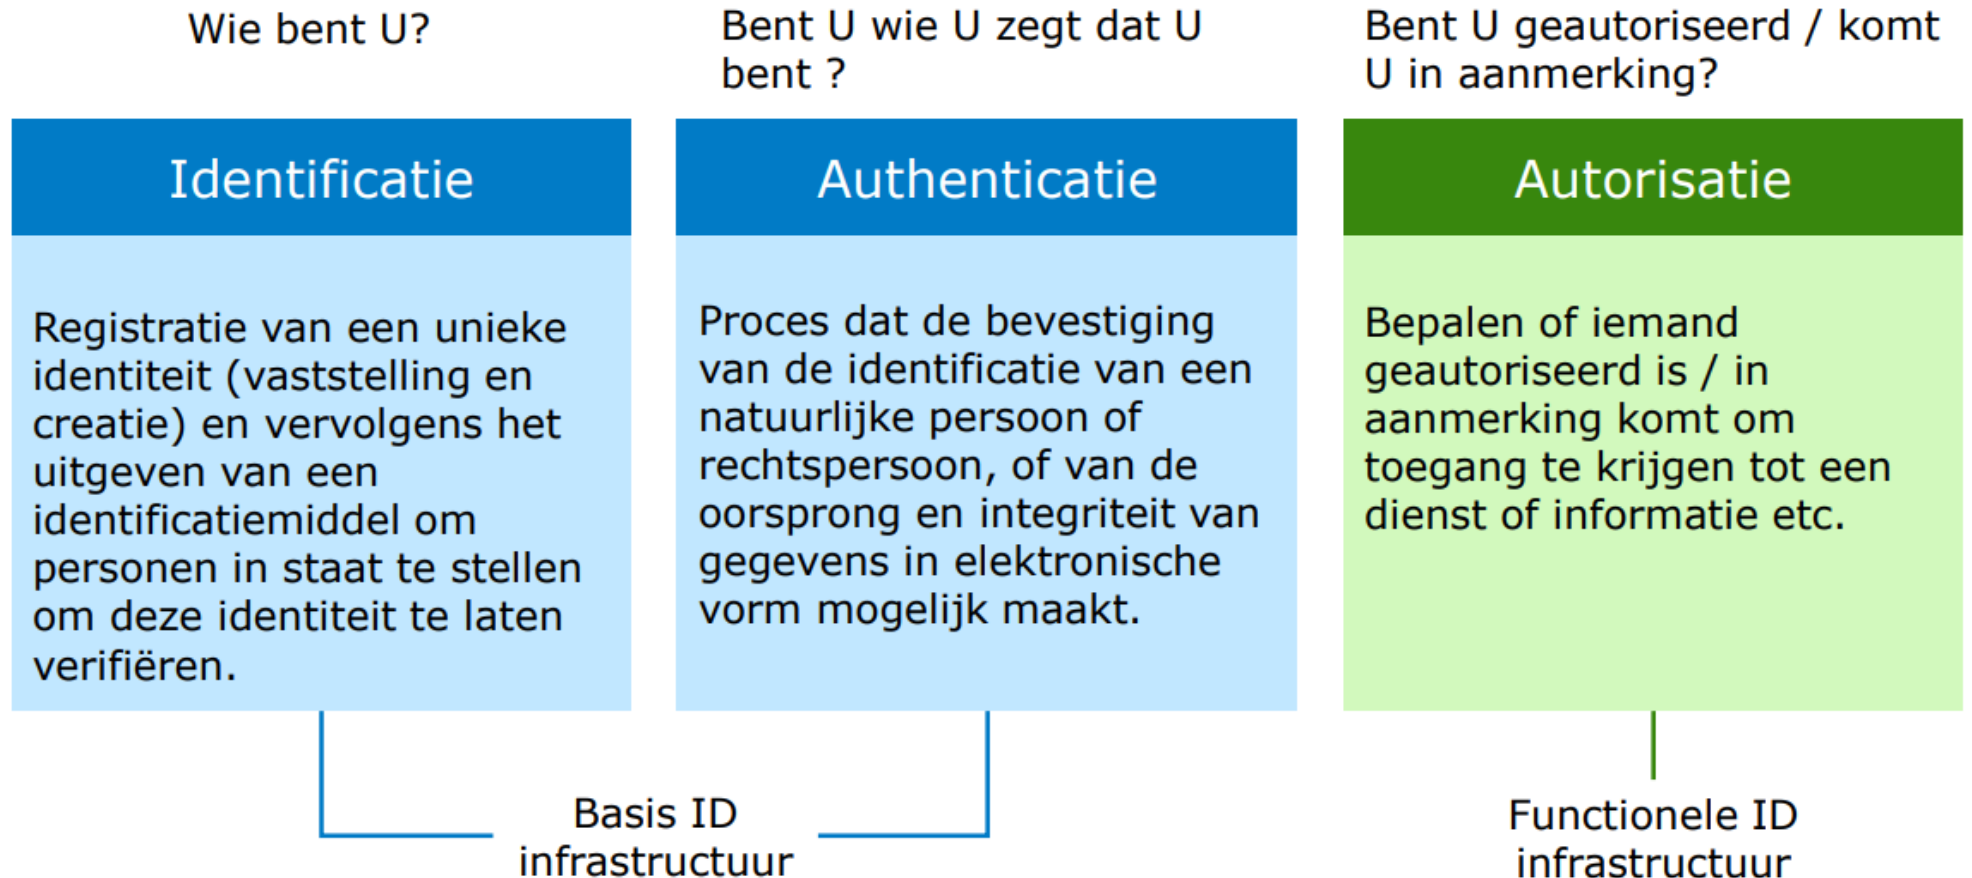 Wie bent U?
Bent U wie U zegt dat U
bent ?
Bent U geautoriseerd / komt
U in aanmerking?
Identificatie
Registratie van een unieke
identiteit (vaststelling en
creatie) en vervolgens het
uitgeven van een
identificatiemiddel om
personen in staat te stellen
om deze identiteit te laten
verifiëren.
Authenticatie
Proces dat de bevestiging
van de identificatie van een
natuurlijke persoon of
rechtspersoon, of van de
oorsprong en integriteit van
gegevens in elektronische
vorm mogelijk maakt.
Autorisatie
Bepalen of iemand
geautoriseerd is / in
aanmerking komt om
toegang te krijgen tot een
dienst of informatie etc.
Basis ID
infrastructuur
Functionele ID
infrastructuur